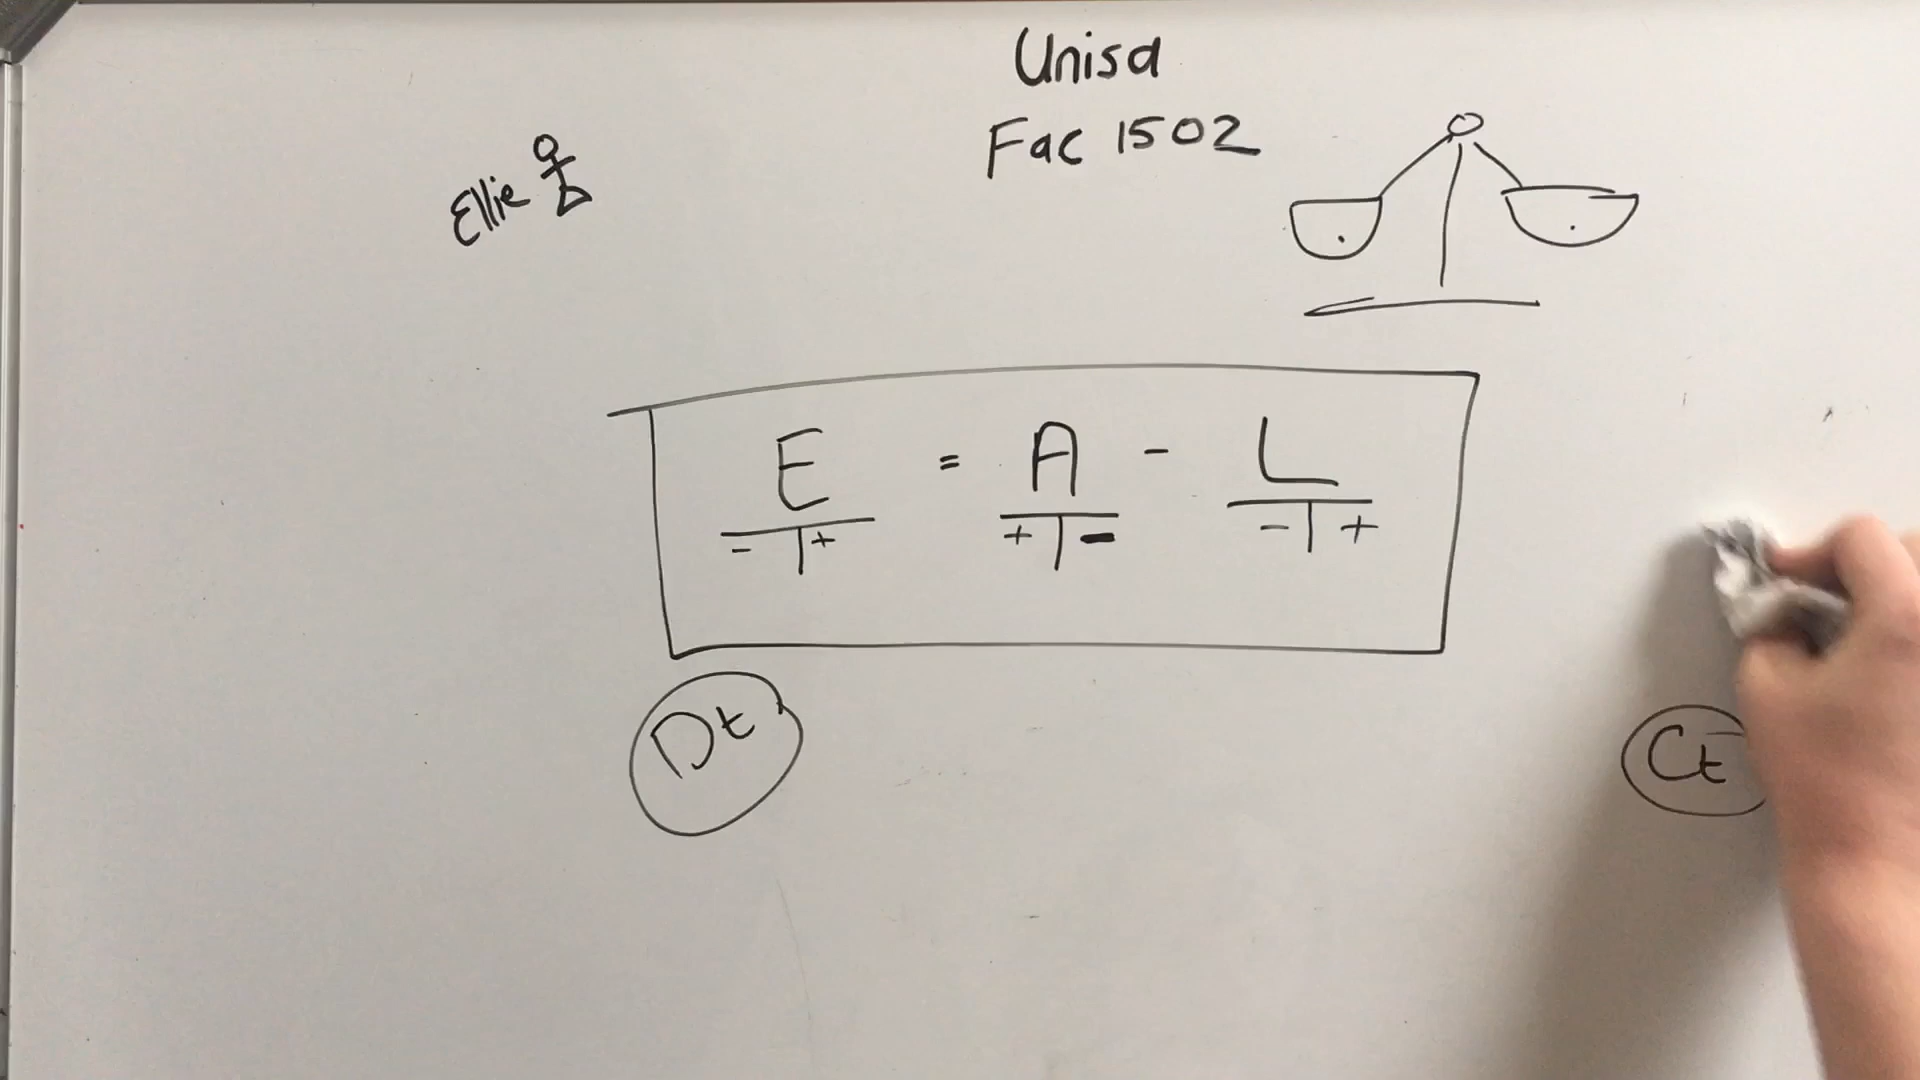 Unisa
Fac 1502
Ellie
E = A - L
- + + - - +
Dt
Ct